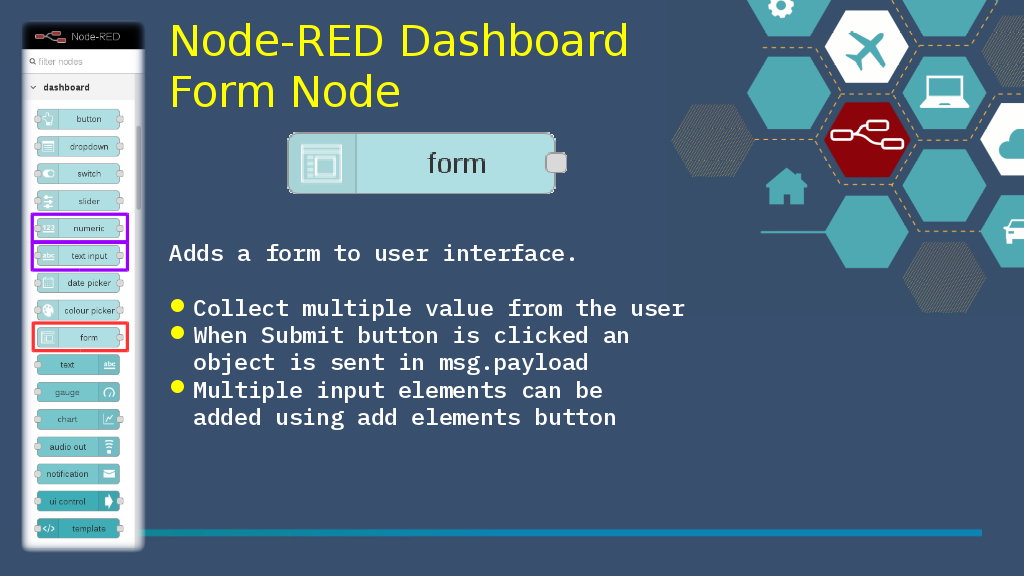 Node-RED
filter nodes
dashboard
button
dropdown
switch
slider
123 numeric
abc text input
date picker
colour picker
form
text abc
gauge
chart
audio out
notification
ui control
</> template
Node-RED Dashboard
Form Node
form
Adds a form to user interface.
Collect multiple value from the user
When Submit button is clicked an
object is sent in msg.payload
Multiple input elements can be
added using add elements button